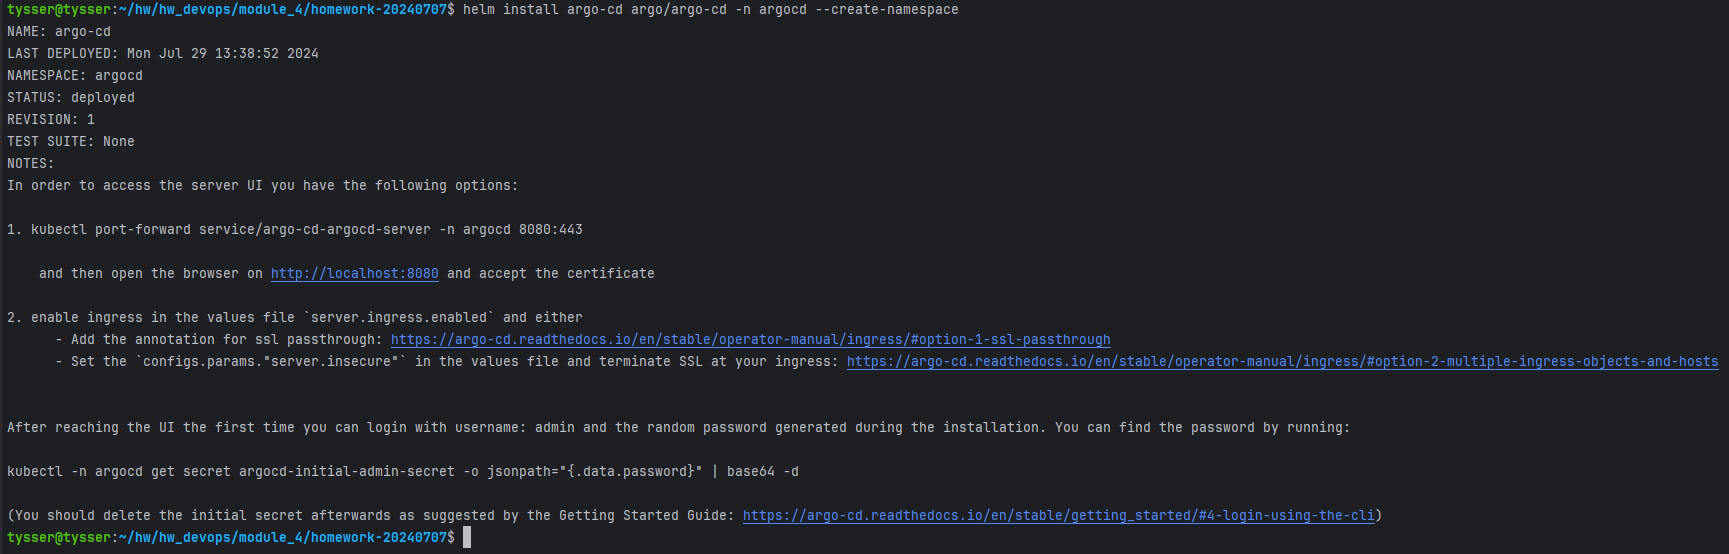 tysser@tysser:~/hw/hw_devops/module_4/homework-20240707$ helm install argo-cd argo/argo-cd -n argocd --create-namespace
NAME: argo-cd
LAST DEPLOYED: Mon Jul 29 13:38:52 2024
NAMESPACE: argocd
STATUS: deployed
REVISION: 1
TEST SUITE: None
NOTES:
In order to access the server UI you have the following options:

1. kubectl port-forward service/argo-cd-argocd-server -n argocd 8080:443

    and then open the browser on http://localhost:8080 and accept the certificate

2. enable ingress in the values file `server.ingress.enabled` and either
      - Add the annotation for ssl passthrough: https://argo-cd.readthedocs.io/en/stable/operator-manual/ingress/#option-1-ssl-passthrough
      - Set the `configs.params."server.insecure"` in the values file and terminate SSL at your ingress: https://argo-cd.readthedocs.io/en/stable/operator-manual/ingress/#option-2-multiple-ingress-objects-and-hosts


After reaching the UI the first time you can login with username: admin and the random password generated during the installation. You can find the password by running:

kubectl -n argocd get secret argocd-initial-admin-secret -o jsonpath="{.data.password}" | base64 -d

(You should delete the initial secret afterwards as suggested by the Getting Started Guide: https://argo-cd.readthedocs.io/en/stable/getting_started/#4-login-using-the-cli)
tysser@tysser:~/hw/hw_devops/module_4/homework-20240707$